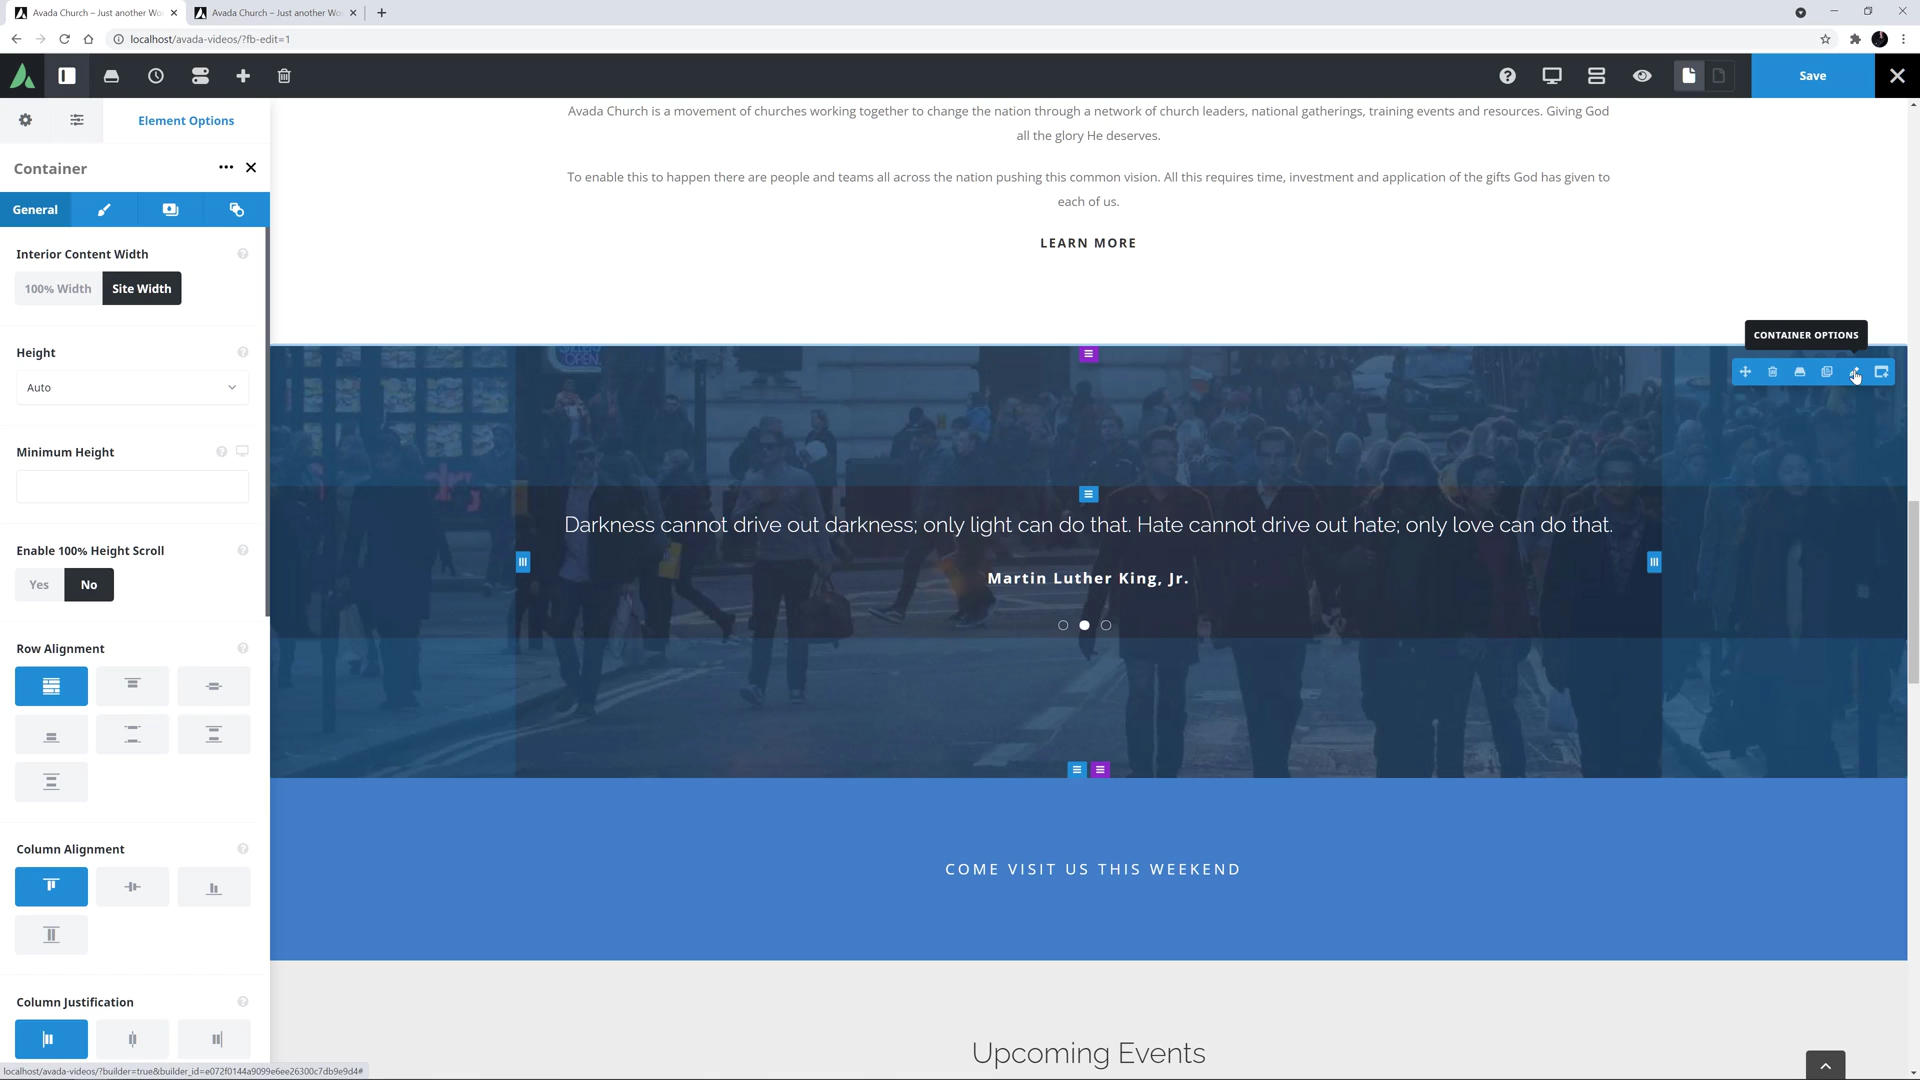 Avada Church – Just another Wo
Avada Church – Just another Wo
localhost/avada-videos/?fb-edit=1
Save
Element Options
Container
General
Interior Content Width
100% Width
Site Width
Height
Auto
Minimum Height
Enable 100% Height Scroll
Yes
No
Row Alignment
Column Alignment
Column Justification
localhost/avada-videos/?builder=true&builder_id=e072f0144a9099e6ee26300c7db9e9d4#
Avada Church is a movement of churches working together to change the nation through a network of church leaders, national gatherings, training events and resources. Giving God
all the glory He deserves.
To enable this to happen there are people and teams all across the nation pushing this common vision. All this requires time, investment and application of the gifts God has given to
each of us.
LEARN MORE
CONTAINER OPTIONS
OPEN
Darkness cannot drive out darkness; only light can do that. Hate cannot drive out hate; only love can do that.
Martin Luther King, Jr.
COME VISIT US THIS WEEKEND
Upcoming Events